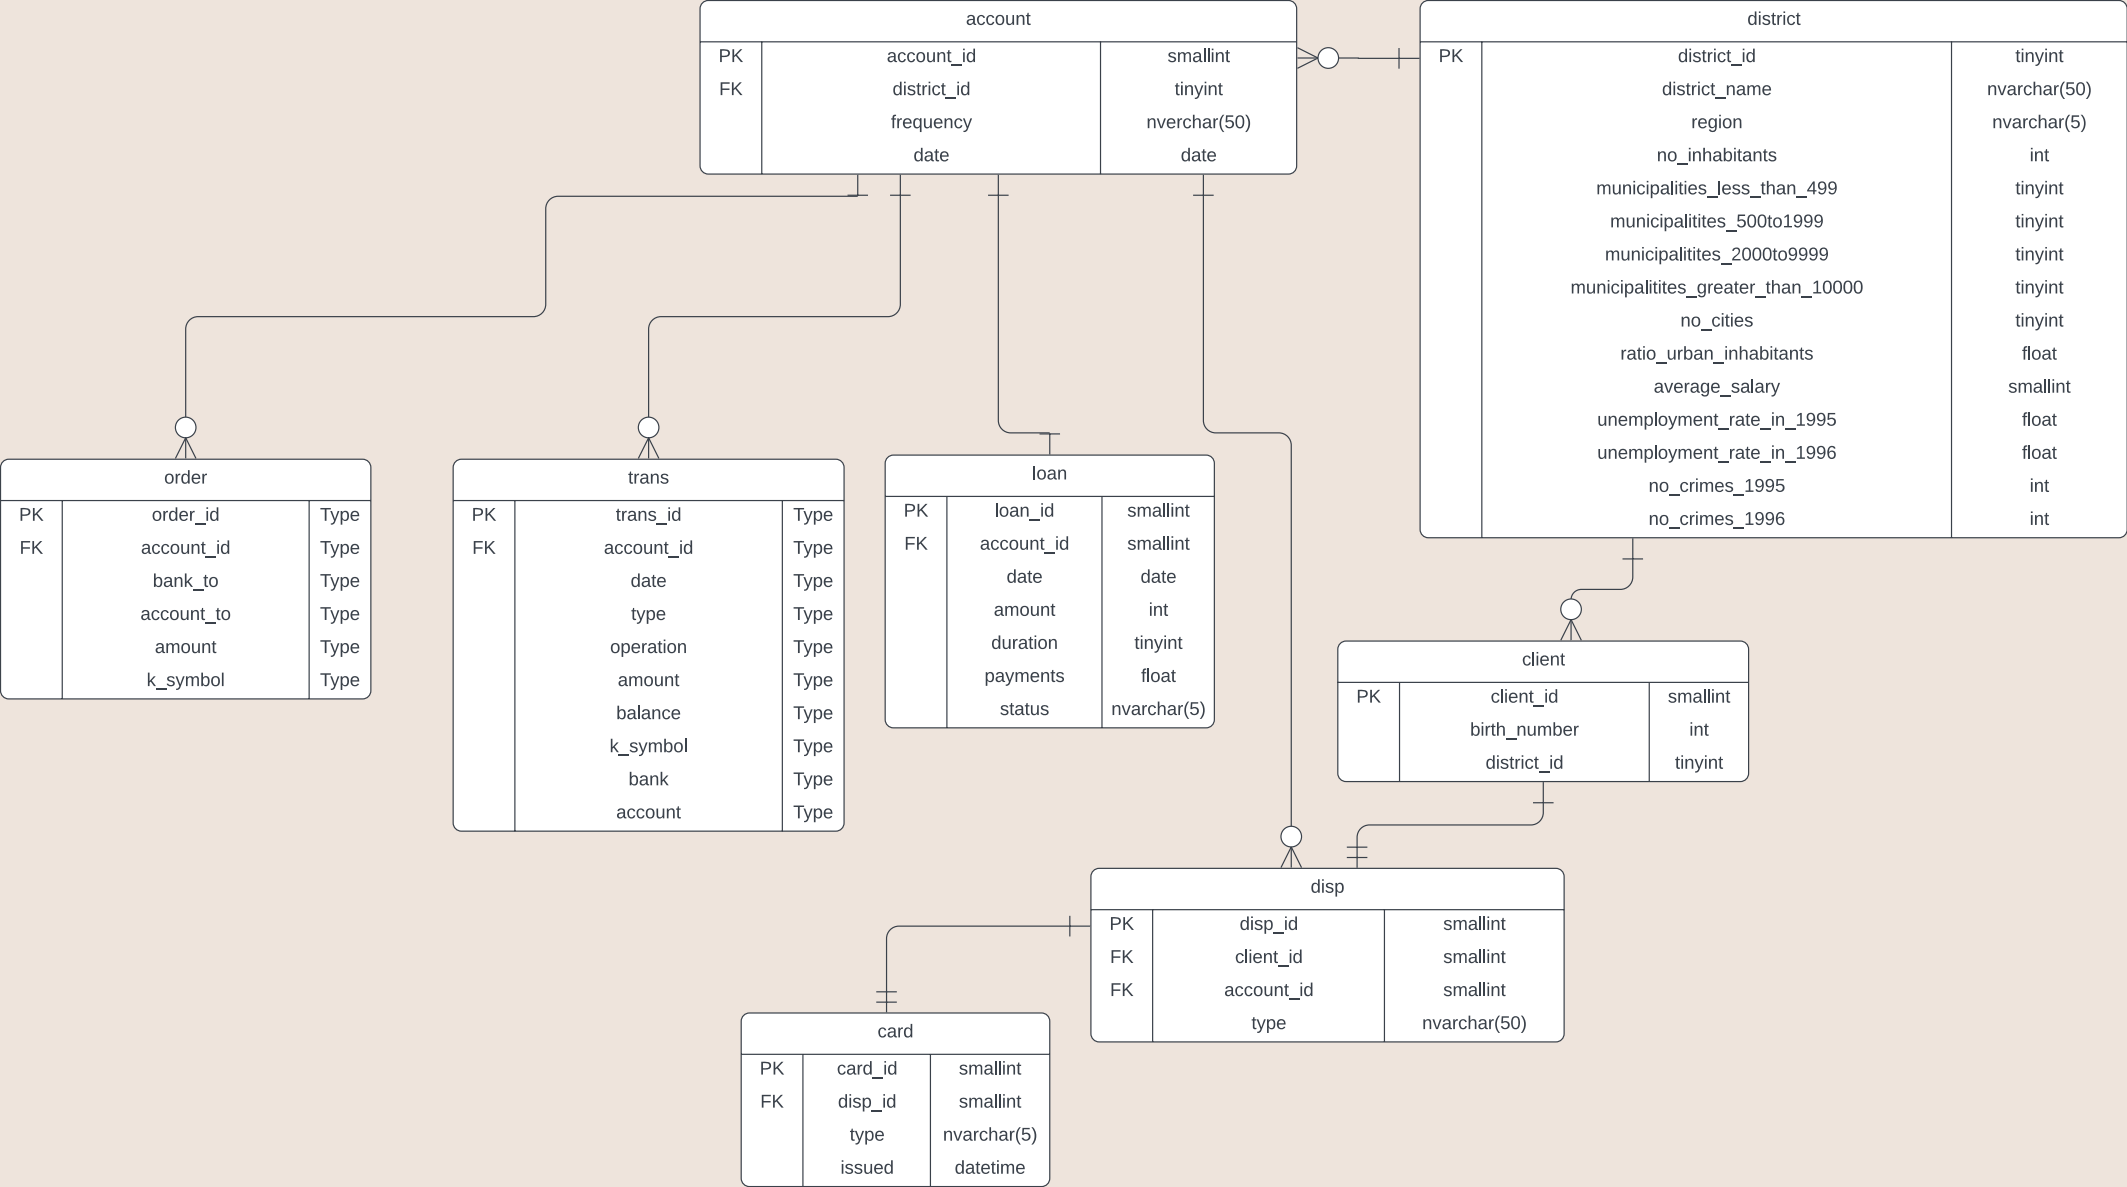 account
PK account_id smallint
FK district_id tinyint
frequency nverchar(50)
date date
district
PK district_id tinyint
district_name nvarchar(50)
region nvarchar(5)
no_inhabitants int
municipalities_less_than_499 tinyint
municipalitites_500to1999 tinyint
municipalitites_2000to9999 tinyint
municipalitites_greater_than_10000 tinyint
no_cities tinyint
ratio_urban_inhabitants float
average_salary smallint
unemployment_rate_in_1995 float
unemployment_rate_in_1996 float
no_crimes_1995 int
no_crimes_1996 int
order
PK order_id Type
FK account_id Type
bank_to Type
account_to Type
amount Type
k_symbol Type
trans
PK trans_id Type
FK account_id Type
date Type
type Type
operation Type
amount Type
balance Type
k_symbol Type
bank Type
account Type
loan
PK loan_id smallint
FK account_id smallint
date date
amount int
duration tinyint
payments float
status nvarchar(5)
client
PK client_id smallint
birth_number int
district_id tinyint
disp
PK disp_id smallint
FK client_id smallint
FK account_id smallint
type nvarchar(50)
card
PK card_id smallint
FK disp_id smallint
type nvarchar(5)
issued datetime